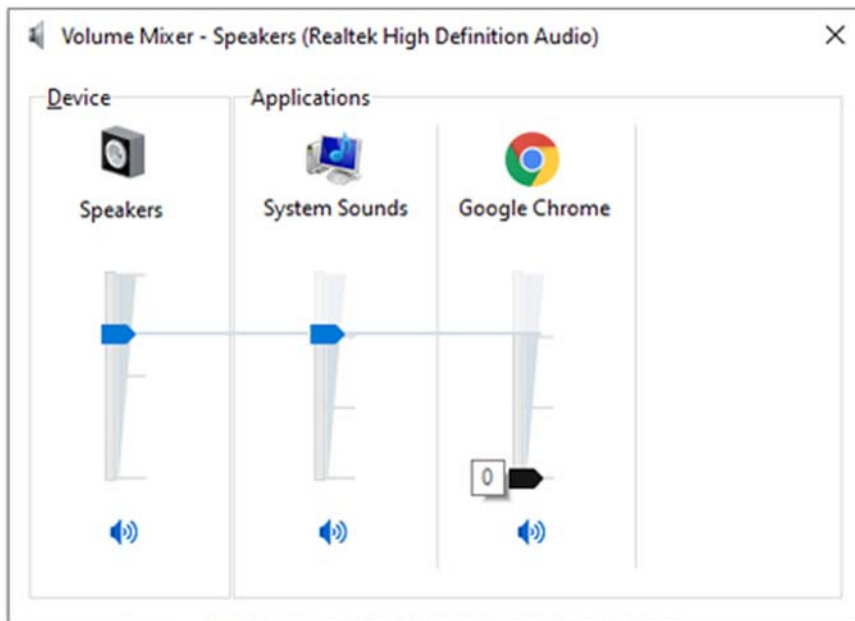 Volume Mixer - Speakers (Realtek High Definition Audio)
Device
Applications
Speakers
System Sounds
Google Chrome
0